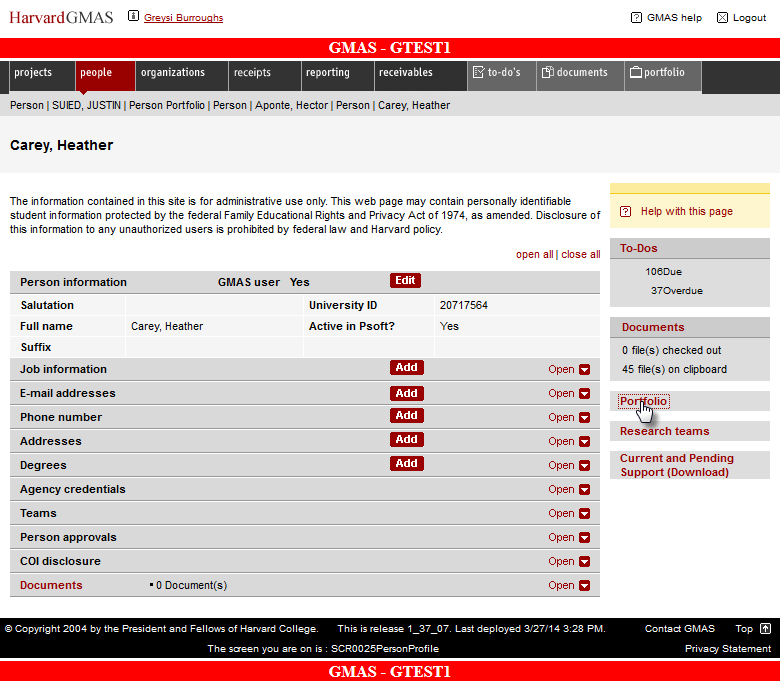 HarvardGMAS
Greysi Burroughs
GMAS help
Logout
GMAS - GTEST1
projects
people
organizations
receipts
reporting
receivables
to-do's
documents
portfolio
Person | SUIED, JUSTIN | Person Portfolio | Person | Aponte, Hector | Person | Carey, Heather
Carey, Heather
The information contained in this site is for administrative use only. This web page may contain personally identifiable
student information protected by the federal Family Educational Rights and Privacy Act of 1974, as amended. Disclosure of
this information to any unauthorized users is prohibited by federal law and Harvard policy.
open all | close all
Person information GMAS user Yes Edit
Salutation University ID 20717564
Full name Carey, Heather Active in Psoft? Yes
Suffix
Job information Add Open
E-mail addresses Add Open
Phone number Add Open
Addresses Add Open
Degrees Add Open
Agency credentials Open
Teams Open
Person approvals Open
COI disclosure Open
Documents 0 Document(s) Open
Help with this page
To-Dos
106Due
37Overdue
Documents
0 file(s) checked out
45 file(s) on clipboard
Portfolio
Research teams
Current and Pending
Support (Download)
© Copyright 2004 by the President and Fellows of Harvard College. This is release 1_37_07. Last deployed 3/27/14 3:28 PM. Contact GMAS Top
The screen you are on is : SCR0025PersonProfile Privacy Statement
GMAS - GTEST1